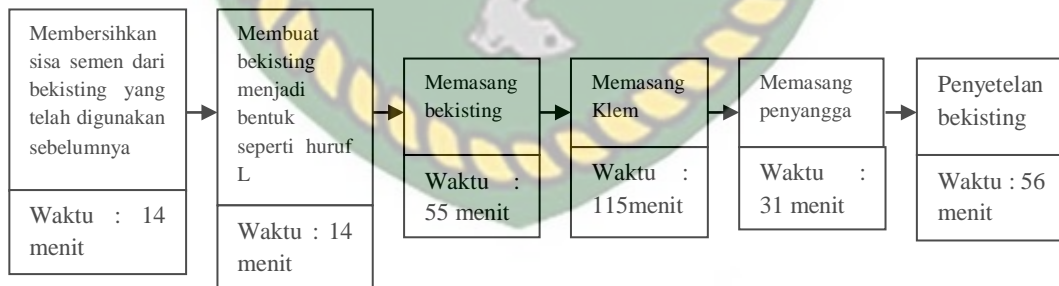 Membersihkan
sisa semen dari
bekisting yang
telah digunakan
sebelumnya
Waktu : 14
menit
Membuat
bekisting
menjadi
bentuk
seperti huruf
L
Waktu : 14
menit
Memasang
bekisting
Waktu :
55 menit
Memasang
Klem
Waktu :
115menit
Memasang
penyangga
Waktu :
31 menit
Penyetelan
bekisting
Waktu : 56
menit